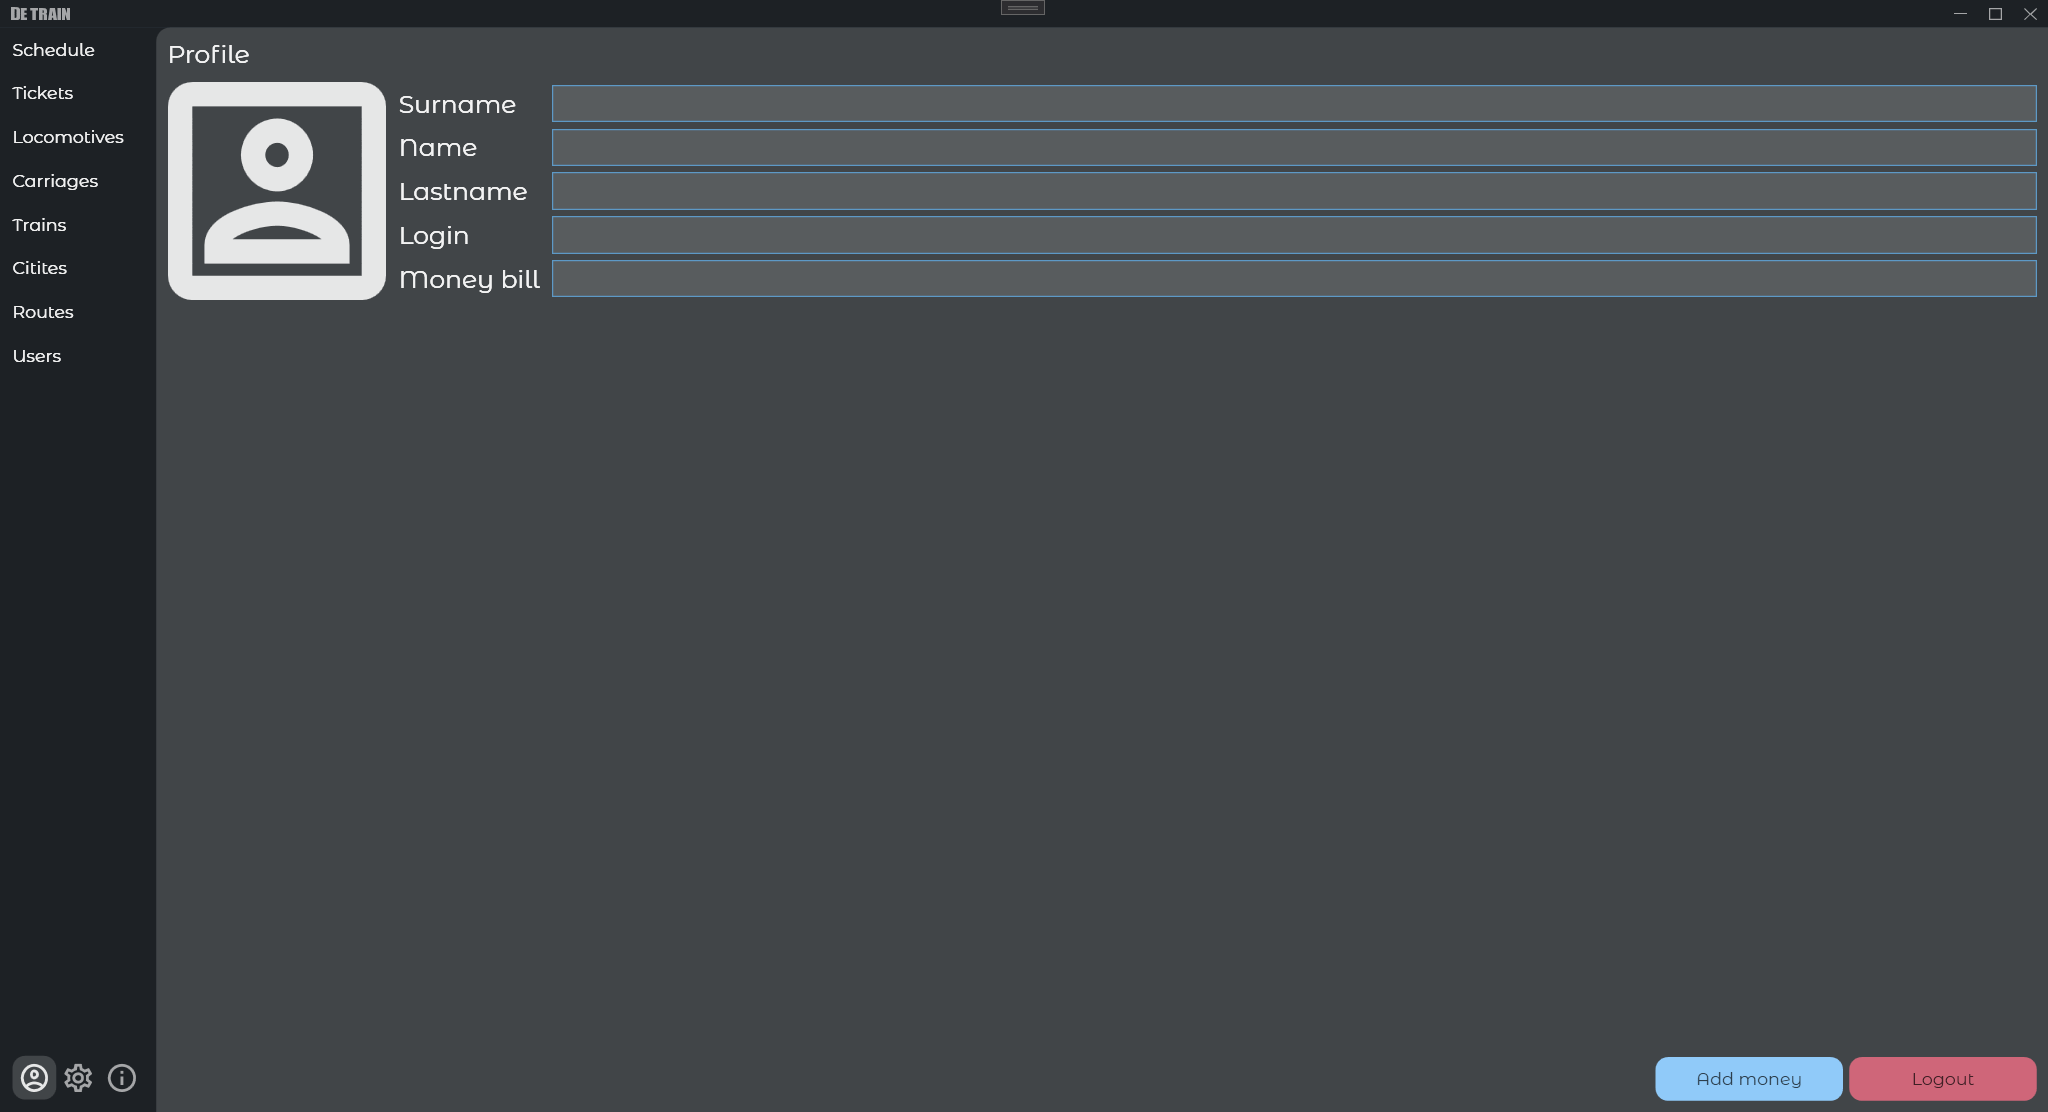 DE TRAIN
Schedule
Tickets
Locomotives
Carriages
Trains
Citites
Routes
Users
Profile
Surname
Name
Lastname
Login
Money bill
Add money
Logout